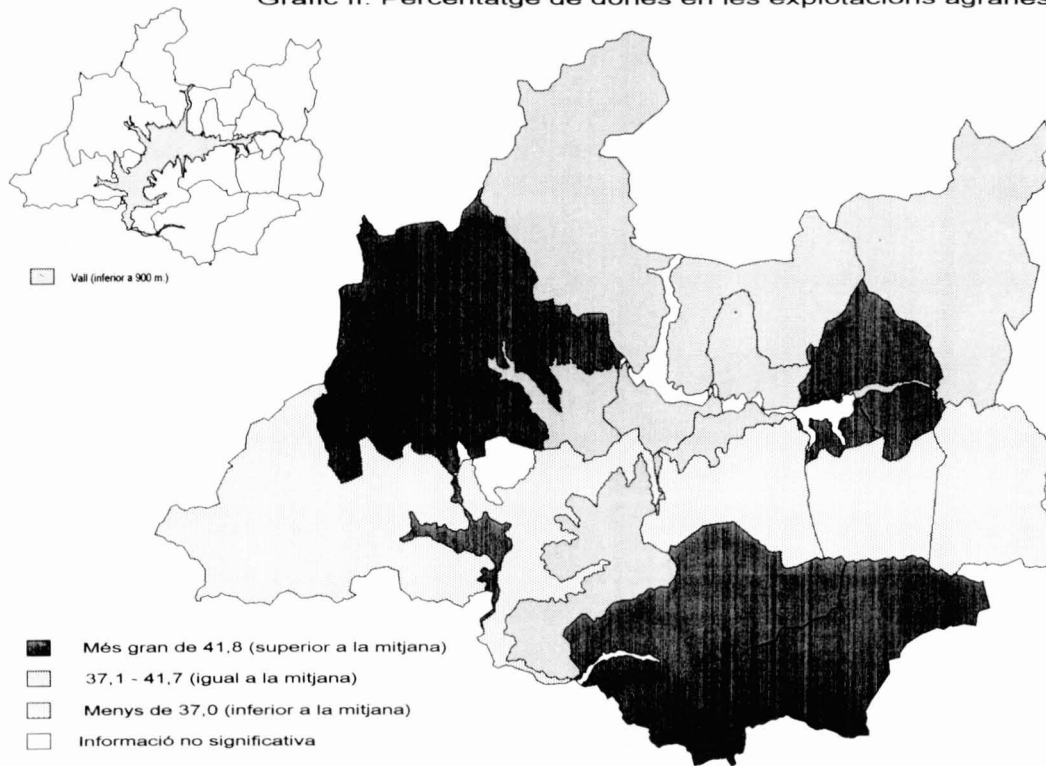 Gràfic II. Percentatge de dones en les explotacions agràries
Vall (inferior a 900 m.)
Més gran de 41,8 (superior a la mitjana)
37,1 - 41,7 (igual a la mitjana)
Menys de 37,0 (inferior a la mitjana)
Informació no significativa